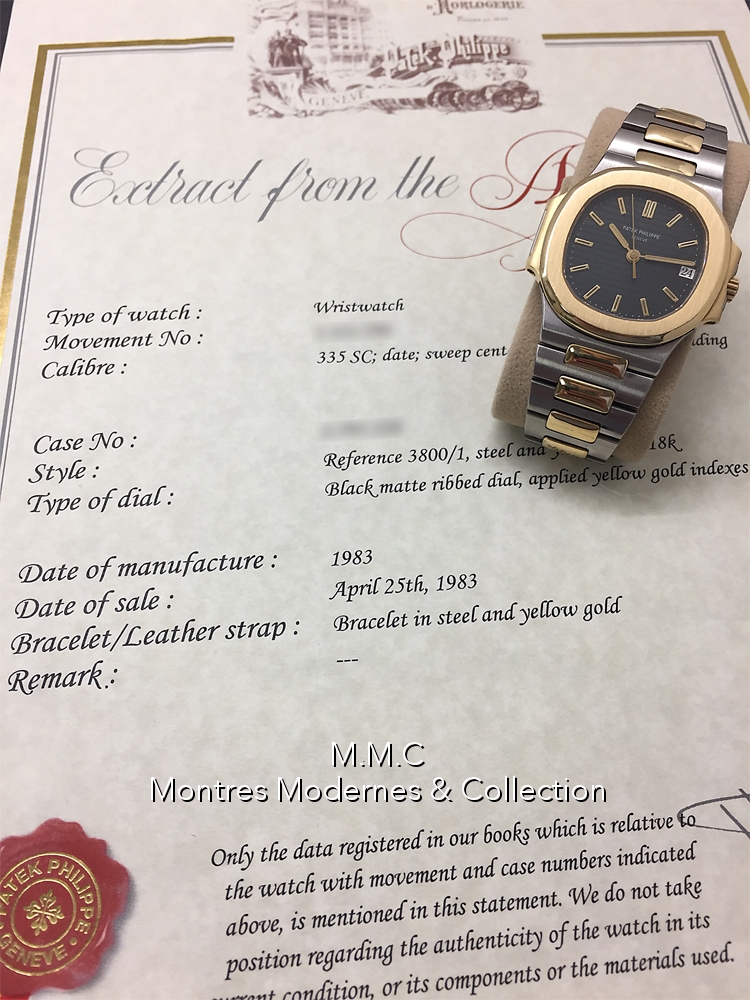 D'HORLOGERIE
Patek Philippe
GENÈVE
Extract from the A
PATEK PHILIPPE
GENEVE
24
Type of watch : Wristwatch
Movement No :
Calibre : 335 SC; date; sweep cent
Case No :
Style : Reference 3800/1, steel and y 18k
Type of dial : Black matte ribbed dial, applied yellow gold indexes
Date of manufacture : 1983
Date of sale : April 25th, 1983
Bracelet/Leather strap : Bracelet in steel and yellow gold
Remark : ---
M.M.C
Montres Modernes & Collection
Only the data registered in our books which is relative to
the watch with movement and case numbers indicated
above, is mentioned in this statement. We do not take
position regarding the authenticity of the watch in its
current condition, or its components or the materials used.
PATEK PHILIPPE
GENEVE